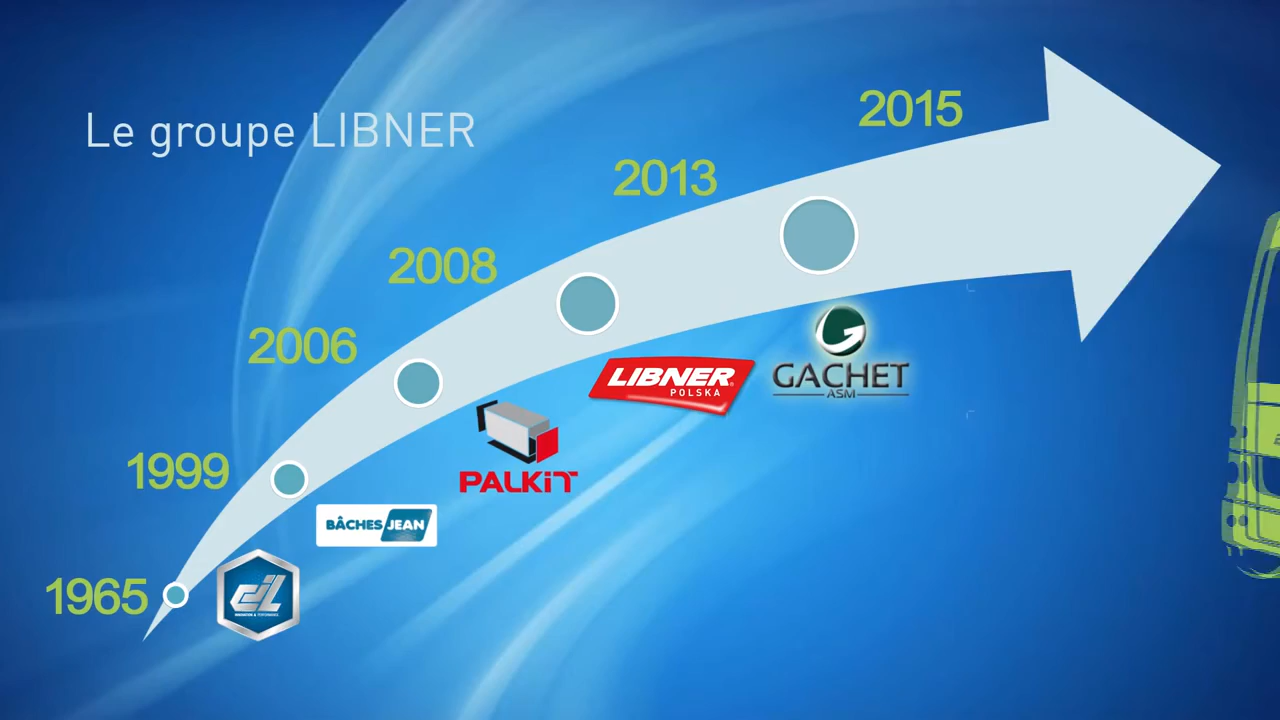 Le groupe LIBNER
2015
2013
2008
2006
1999
1965
GACHET
ASM
LIBNER
POLSKA
PALKiT
BÂCHES JEAN